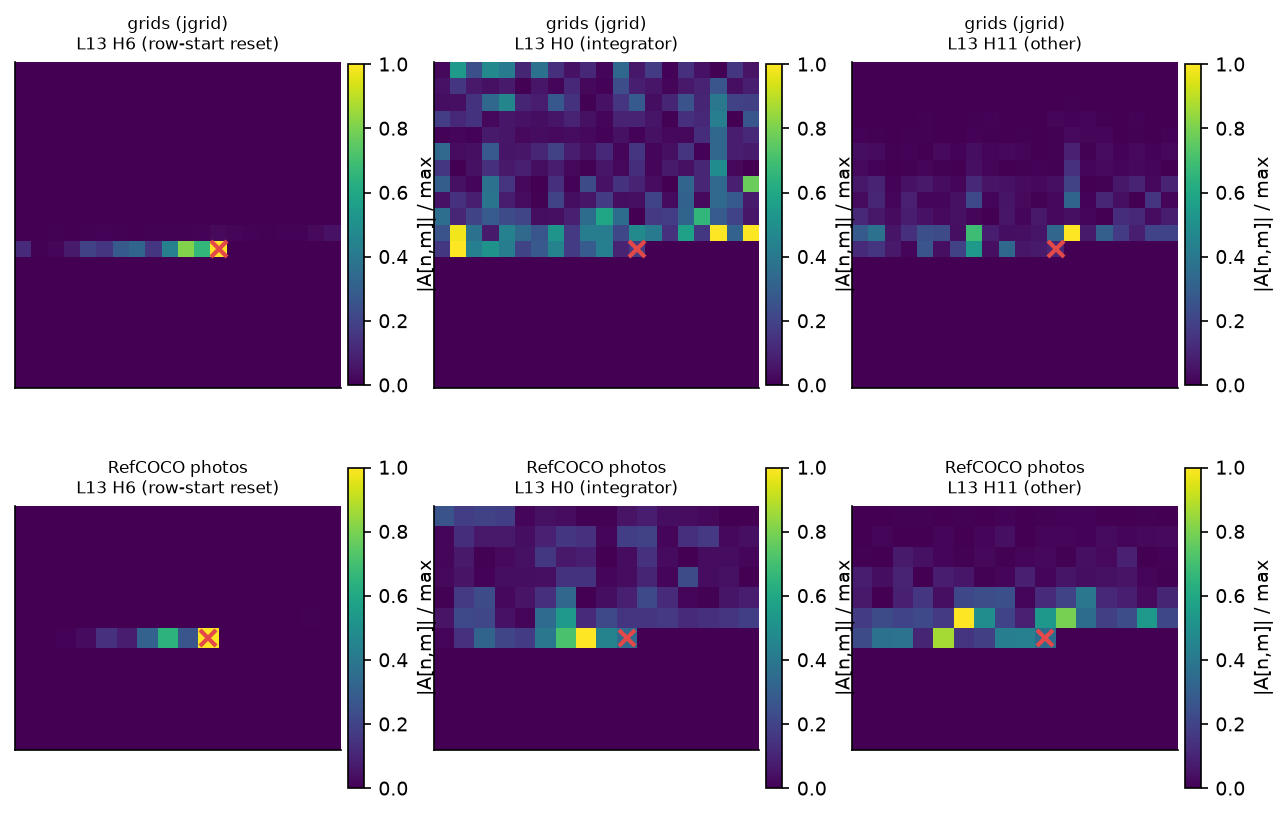 grids (jgrid)
L13 H6 (row-start reset)
1.0
0.8
0.6
0.4
0.2
0.0
|A[n,m]| / max
grids (jgrid)
L13 H0 (integrator)
1.0
0.8
0.6
0.4
0.2
0.0
|A[n,m]| / max
grids (jgrid)
L13 H11 (other)
1.0
0.8
0.6
0.4
0.2
0.0
|A[n,m]| / max
RefCOCO photos
L13 H6 (row-start reset)
1.0
0.8
0.6
0.4
0.2
0.0
|A[n,m]| / max
RefCOCO photos
L13 H0 (integrator)
1.0
0.8
0.6
0.4
0.2
0.0
|A[n,m]| / max
RefCOCO photos
L13 H11 (other)
1.0
0.8
0.6
0.4
0.2
0.0
|A[n,m]| / max